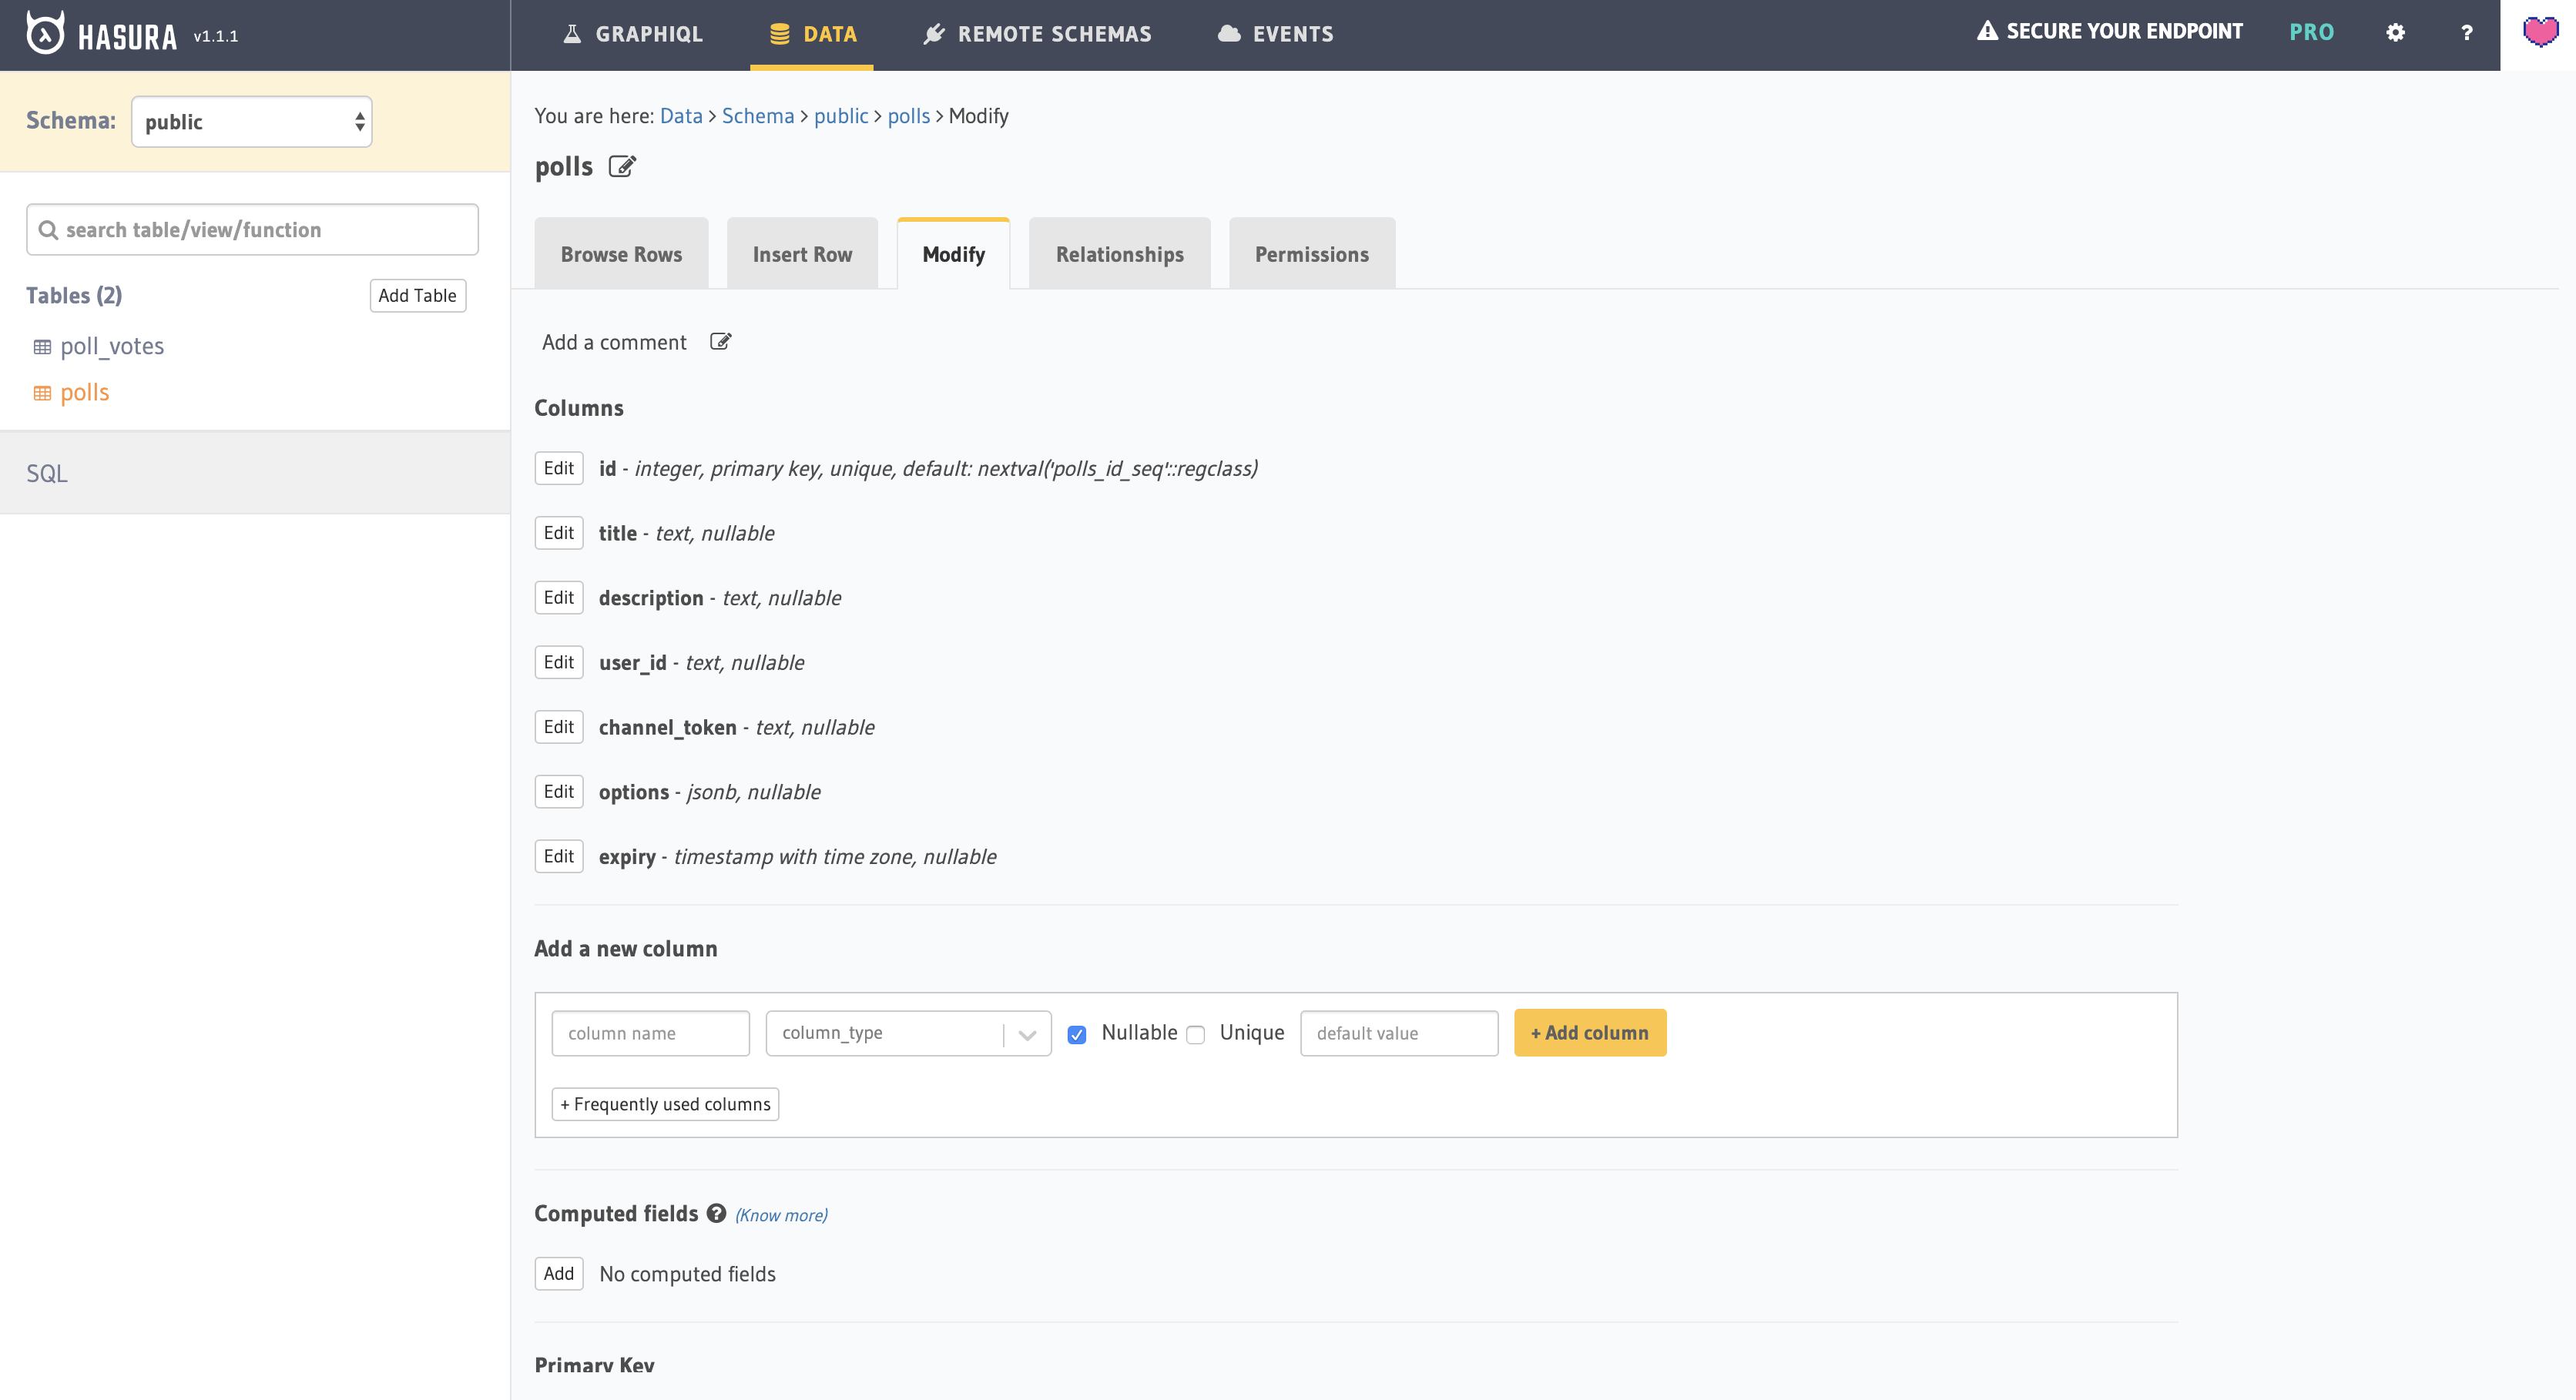 HASURA v1.1.1
GRAPHIQL
DATA
REMOTE SCHEMAS
EVENTS
SECURE YOUR ENDPOINT
PRO
?
Schema: public
search table/view/function
Tables (2) Add Table
poll_votes
polls
SQL
You are here: Data > Schema > public > polls > Modify
polls
Browse Rows
Insert Row
Modify
Relationships
Permissions
Add a comment
Columns
Edit id - integer, primary key, unique, default: nextval('polls_id_seq'::regclass)
Edit title - text, nullable
Edit description - text, nullable
Edit user_id - text, nullable
Edit channel_token - text, nullable
Edit options - jsonb, nullable
Edit expiry - timestamp with time zone, nullable
Add a new column
column name column_type Nullable Unique default value + Add column
+ Frequently used columns
Computed fields ? (Know more)
Add No computed fields
Primary Key